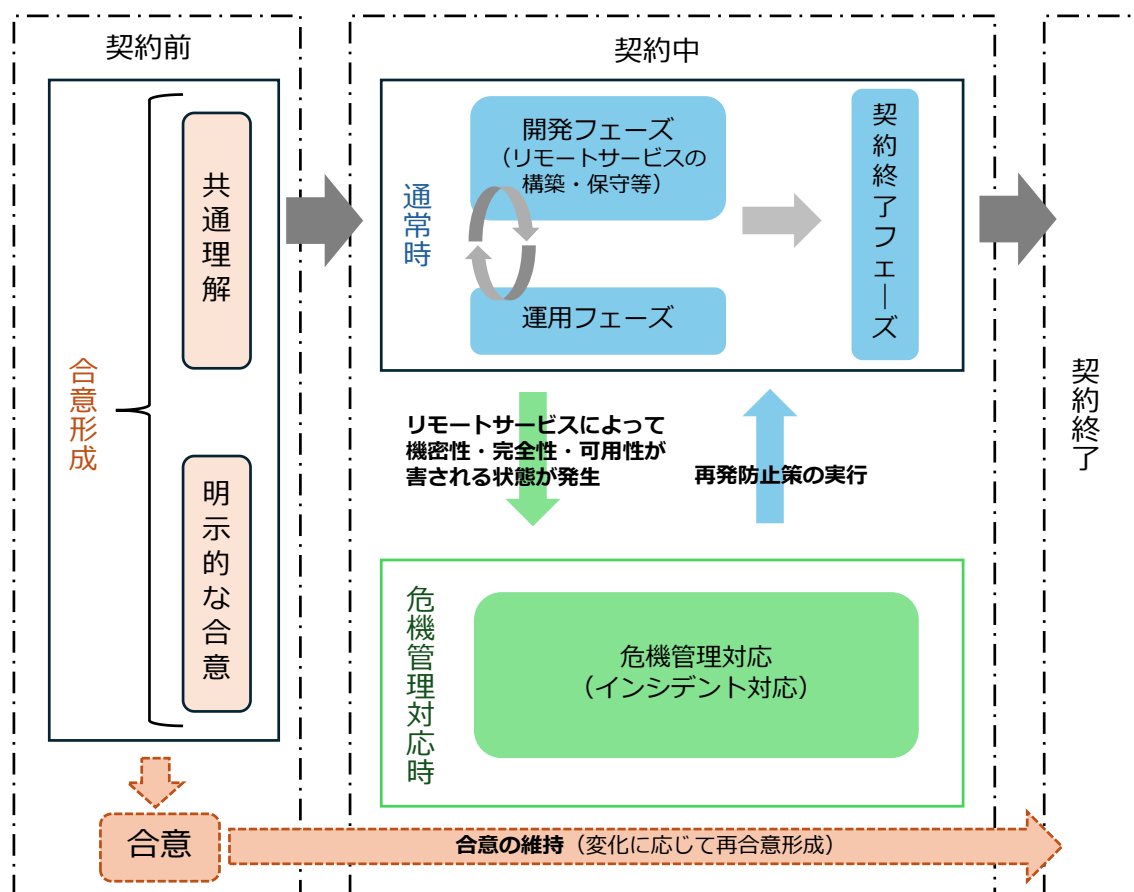 契約前
合意形成
共通理解
明示的な合意
合意
契約中
通常時
開発フェーズ
（リモートサービスの
構築・保守等）
運用フェーズ
契約終了フェーズ
リモートサービスによって
機密性・完全性・可用性が
害される状態が発生
再発防止策の実行
危機管理対応時
危機管理対応
（インシデント対応）
合意の維持（変化に応じて再合意形成）
契約終了